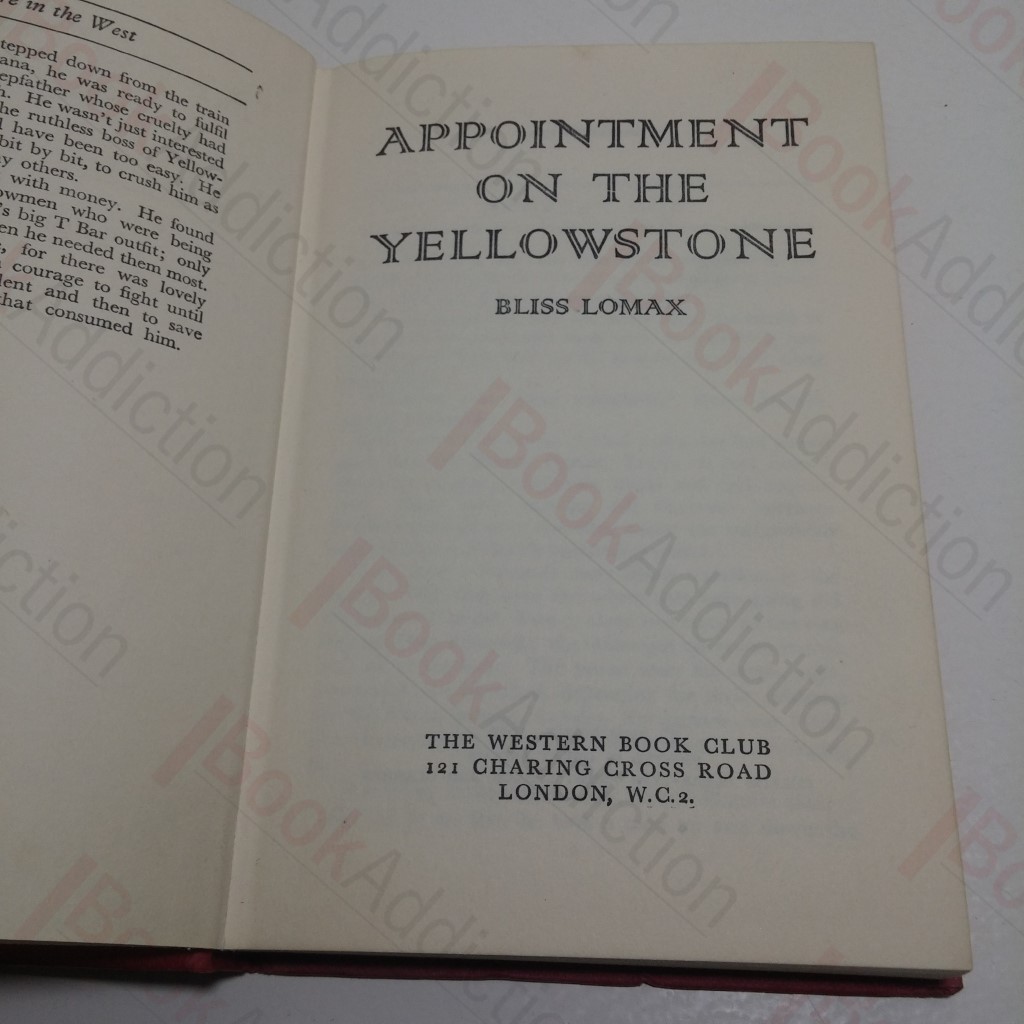 e in the West
tepped down from the train
ana, he was ready to fulfil
epfather whose cruelty had
h. He wasn't just interested
he ruthless boss of Yellow-
l have been too easy. He
bit by bit, to crush him as
y others.
with money. He found
owmen who were being
's big T Bar outfit; only
en he needed them most.
, for there was lovely
courage to fight until
lent and then to save
that consumed him.
APPOINTMENT
ON THE
YELLOWSTONE
BLISS LOMAX
THE WESTERN BOOK CLUB
121 CHARING CROSS ROAD
LONDON, W.C.2.
BookAddiction